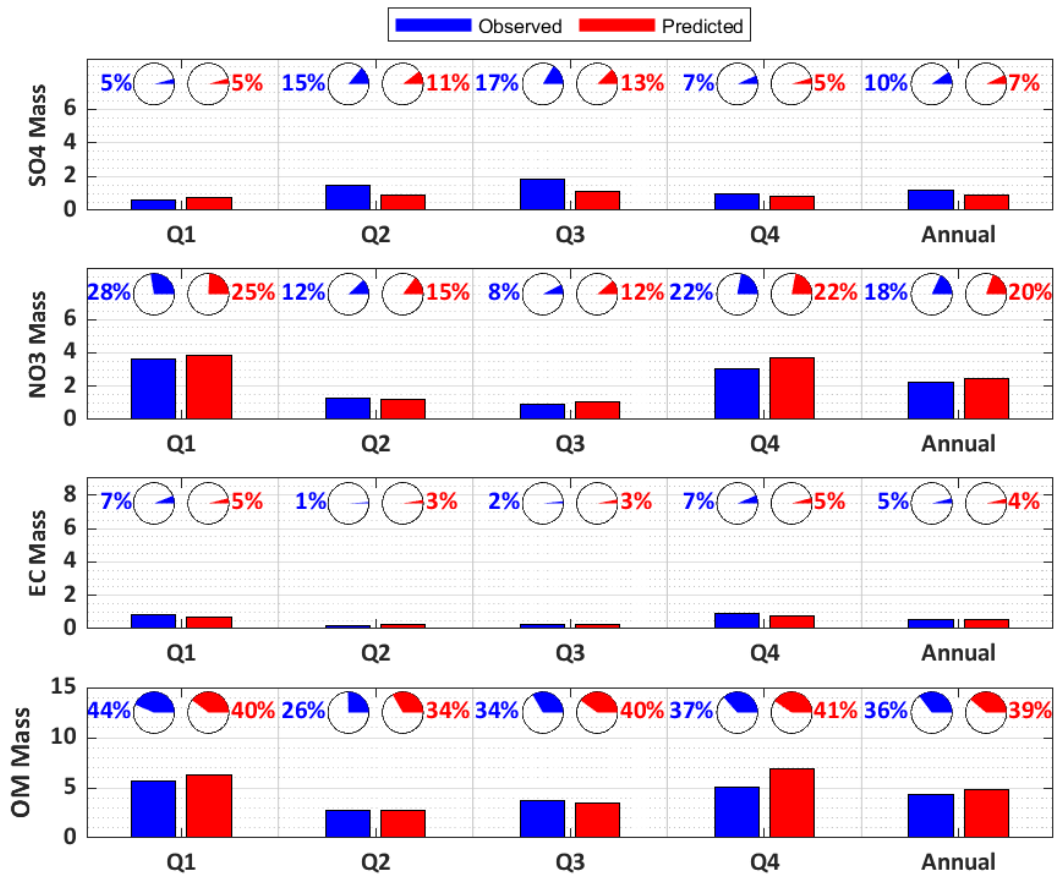 Observed Predicted
5% 5% 15% 11% 17% 13% 7% 5% 10% 7%
SO4 Mass
6
4
2
0
Q1 Q2 Q3 Q4 Annual
28% 25% 12% 15% 8% 12% 22% 22% 18% 20%
NO3 Mass
6
4
2
0
Q1 Q2 Q3 Q4 Annual
7% 5% 1% 3% 2% 3% 7% 5% 5% 4%
EC Mass
8
6
4
2
0
Q1 Q2 Q3 Q4 Annual
44% 40% 26% 34% 34% 40% 37% 41% 36% 39%
OM Mass
15
10
5
0
Q1 Q2 Q3 Q4 Annual